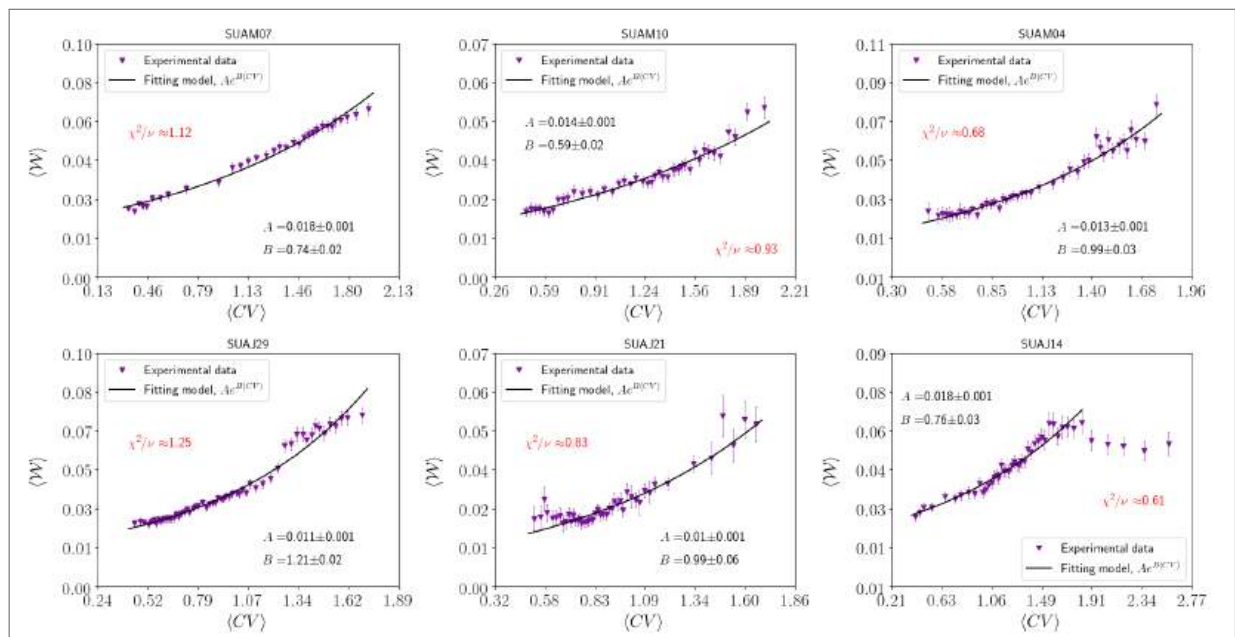 SUAM07
0.10
0.08
0.06
0.04
0.03
0.01
0.00
0.13 0.46 0.79 1.13 1.46 1.80 2.13
⟨W⟩
⟨CV⟩
Experimental data
Fitting model, Ae^{B⟨CV⟩}
χ²/ν ≈1.12
A =0.018±0.001
B =0.74±0.02
SUAM10
0.07
0.06
0.05
0.04
0.02
0.01
0.00
0.26 0.59 0.91 1.24 1.56 1.89 2.21
⟨W⟩
⟨CV⟩
Experimental data
Fitting model, Ae^{B⟨CV⟩}
A =0.014±0.001
B =0.59±0.02
χ²/ν ≈0.93
SUAM04
0.11
0.09
0.07
0.06
0.04
0.02
0.01
0.30 0.58 0.85 1.13 1.40 1.68 1.96
⟨W⟩
⟨CV⟩
Experimental data
Fitting model, Ae^{B⟨CV⟩}
χ²/ν ≈0.68
A =0.013±0.001
B =0.99±0.03
SUAJ29
0.10
0.08
0.07
0.05
0.03
0.02
0.00
0.24 0.52 0.79 1.07 1.34 1.62 1.89
⟨W⟩
⟨CV⟩
Experimental data
Fitting model, Ae^{B⟨CV⟩}
χ²/ν ≈1.25
A =0.011±0.001
B =1.21±0.02
SUAJ21
0.07
0.06
0.05
0.04
0.02
0.01
0.00
0.32 0.58 0.83 1.09 1.34 1.60 1.86
⟨W⟩
⟨CV⟩
Experimental data
Fitting model, Ae^{B⟨CV⟩}
χ²/ν ≈0.83
A =0.01±0.001
B =0.99±0.06
SUAJ14
0.09
0.07
0.06
0.04
0.03
0.01
0.21 0.63 1.06 1.49 1.91 2.34 2.77
⟨W⟩
⟨CV⟩
A =0.018±0.001
B =0.76±0.03
χ²/ν ≈0.61
Experimental data
Fitting model, Ae^{B⟨CV⟩}